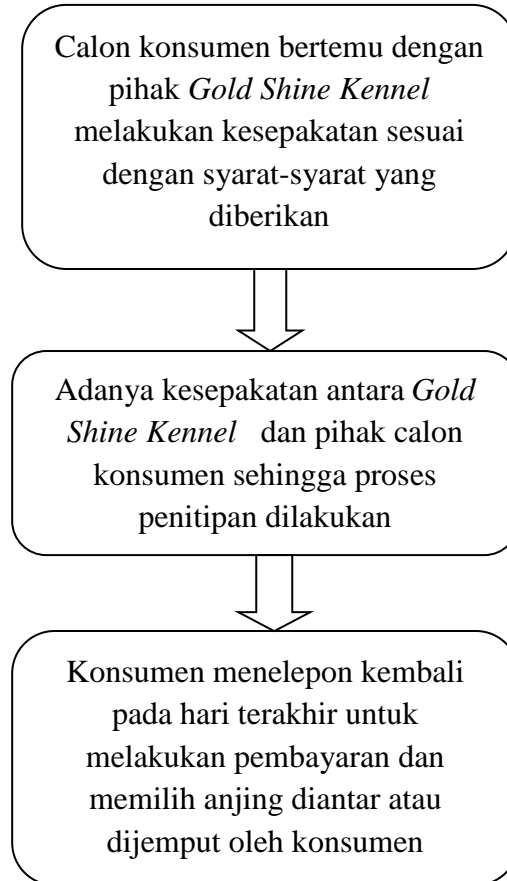 Calon konsumen bertemu dengan
pihak Gold Shine Kennel
melakukan kesepakatan sesuai
dengan syarat-syarat yang
diberikan
Adanya kesepakatan antara Gold
Shine Kennel dan pihak calon
konsumen sehingga proses
penitipan dilakukan
Konsumen menelepon kembali
pada hari terakhir untuk
melakukan pembayaran dan
memilih anjing diantar atau
dijemput oleh konsumen